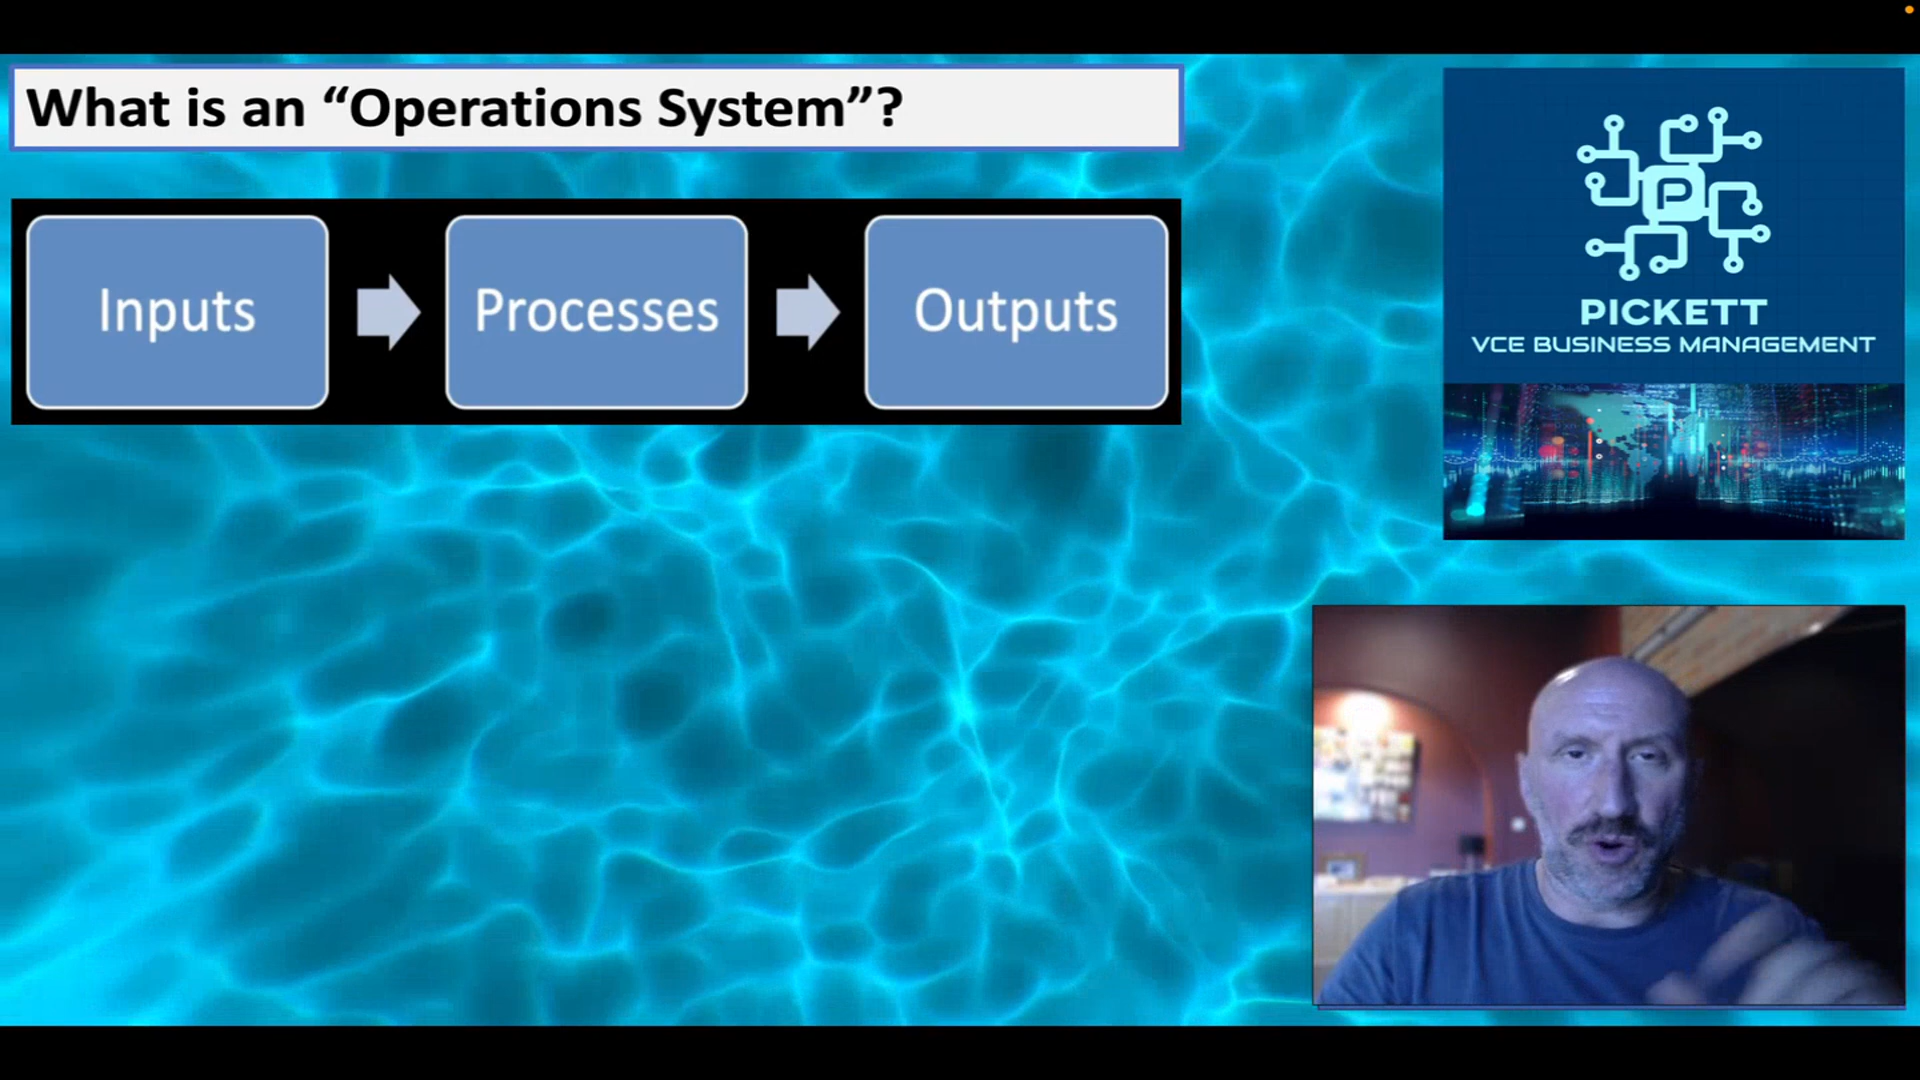 What is an “Operations System”?
Inputs
Processes
Outputs
P
PICKETT
VCE BUSINESS MANAGEMENT